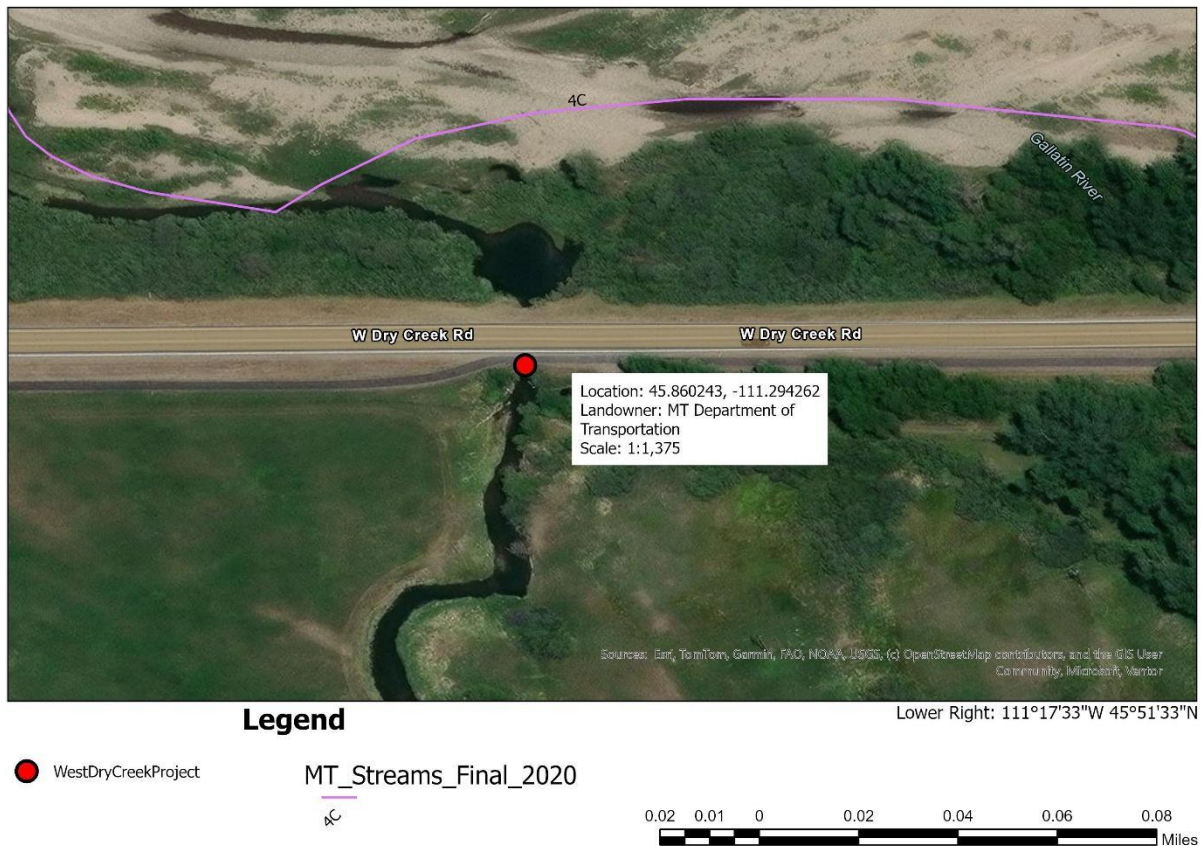 4C
Gallatin River
W Dry Creek Rd
W Dry Creek Rd
Location: 45.860243, -111.294262
Landowner: MT Department of
Transportation
Scale: 1:1,375
Sources: Esri, TomTom, Garmin, FAO, NOAA, USGS, (c) OpenStreetMap contributors, and the GIS User
Community, Microsoft, Vantor
Legend
Lower Right: 111°17'33"W 45°51'33"N
WestDryCreekProject
MT_Streams_Final_2020
4C
0.02 0.01 0 0.02 0.04 0.06 0.08
Miles